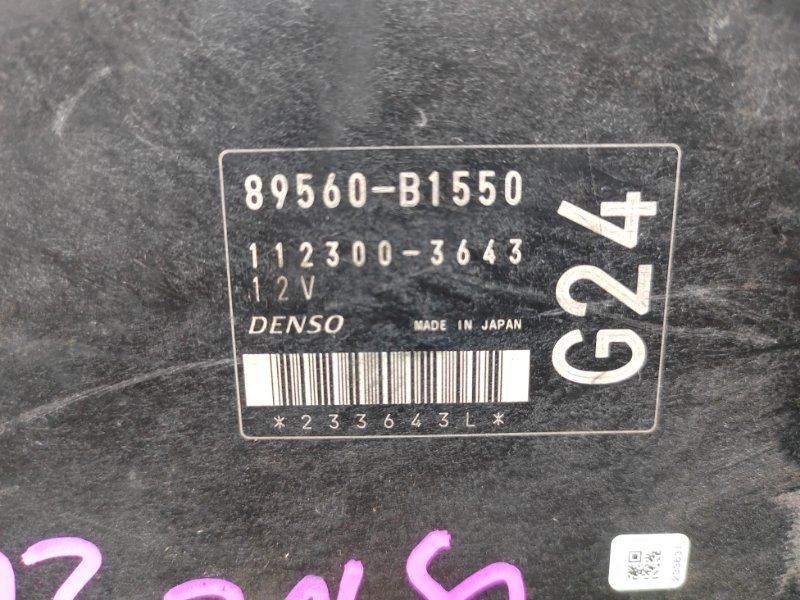 89560-B1550
112300-3643
12V
DENSO MADE IN JAPAN
*233643L*
G24